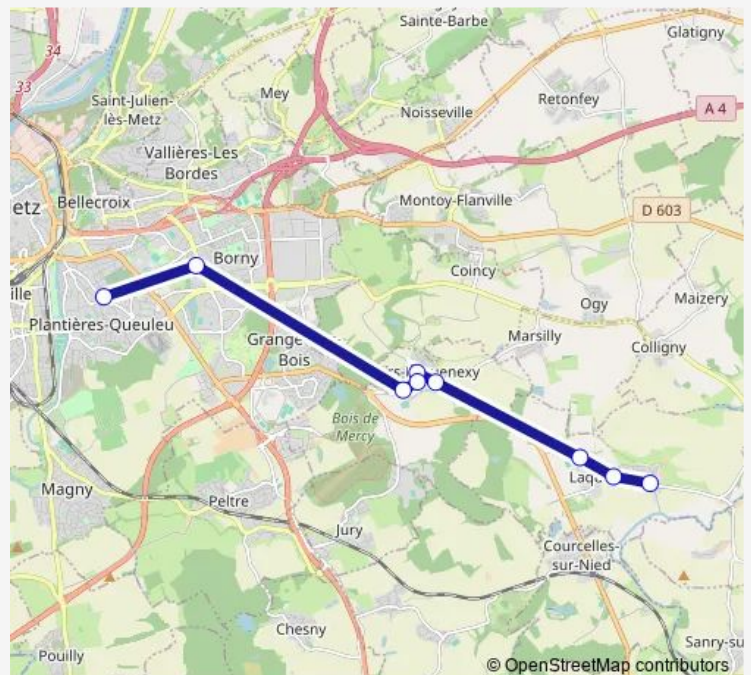 34
33
Sainte-Barbe
Glatigny
Saint-Julien-
lès-Metz
Mey
Noisseville
Retonfey
A 4
Vallières-Les
Bordes
etz
Bellecroix
Montoy-Flanville
D 603
Borny
Coincy
ille
Plantières-Queuleu
Ogy
Maizery
Grange
Bois
Marsilly
Colligny
rs-l
uenexy
Bois de
Mercy
Laq
Magny
Peltre
Jury
Courcelles-
sur-Nied
Chesny
Pouilly
Sanry-su
© OpenStreetMap contributors